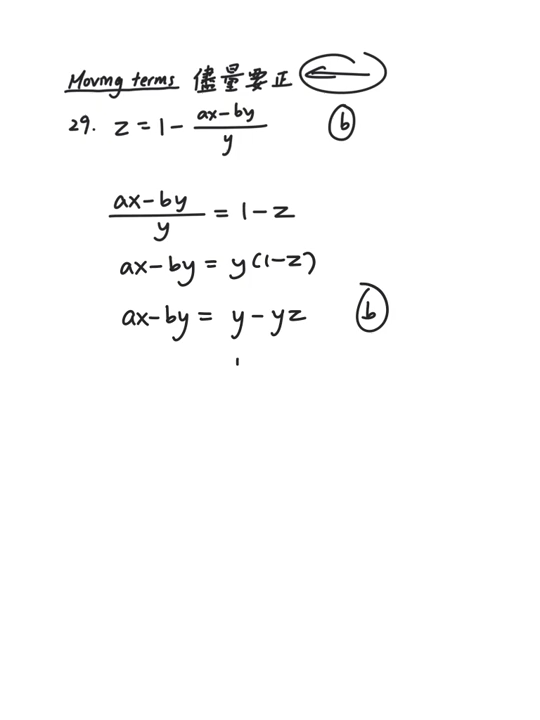 Moving terms 儘量要正 ←
29. z = 1 - (ax-by)/y  ⓑ
(ax-by)/y = 1-z
ax-by = y(1-z)
ax-by = y-yz  ⓑ